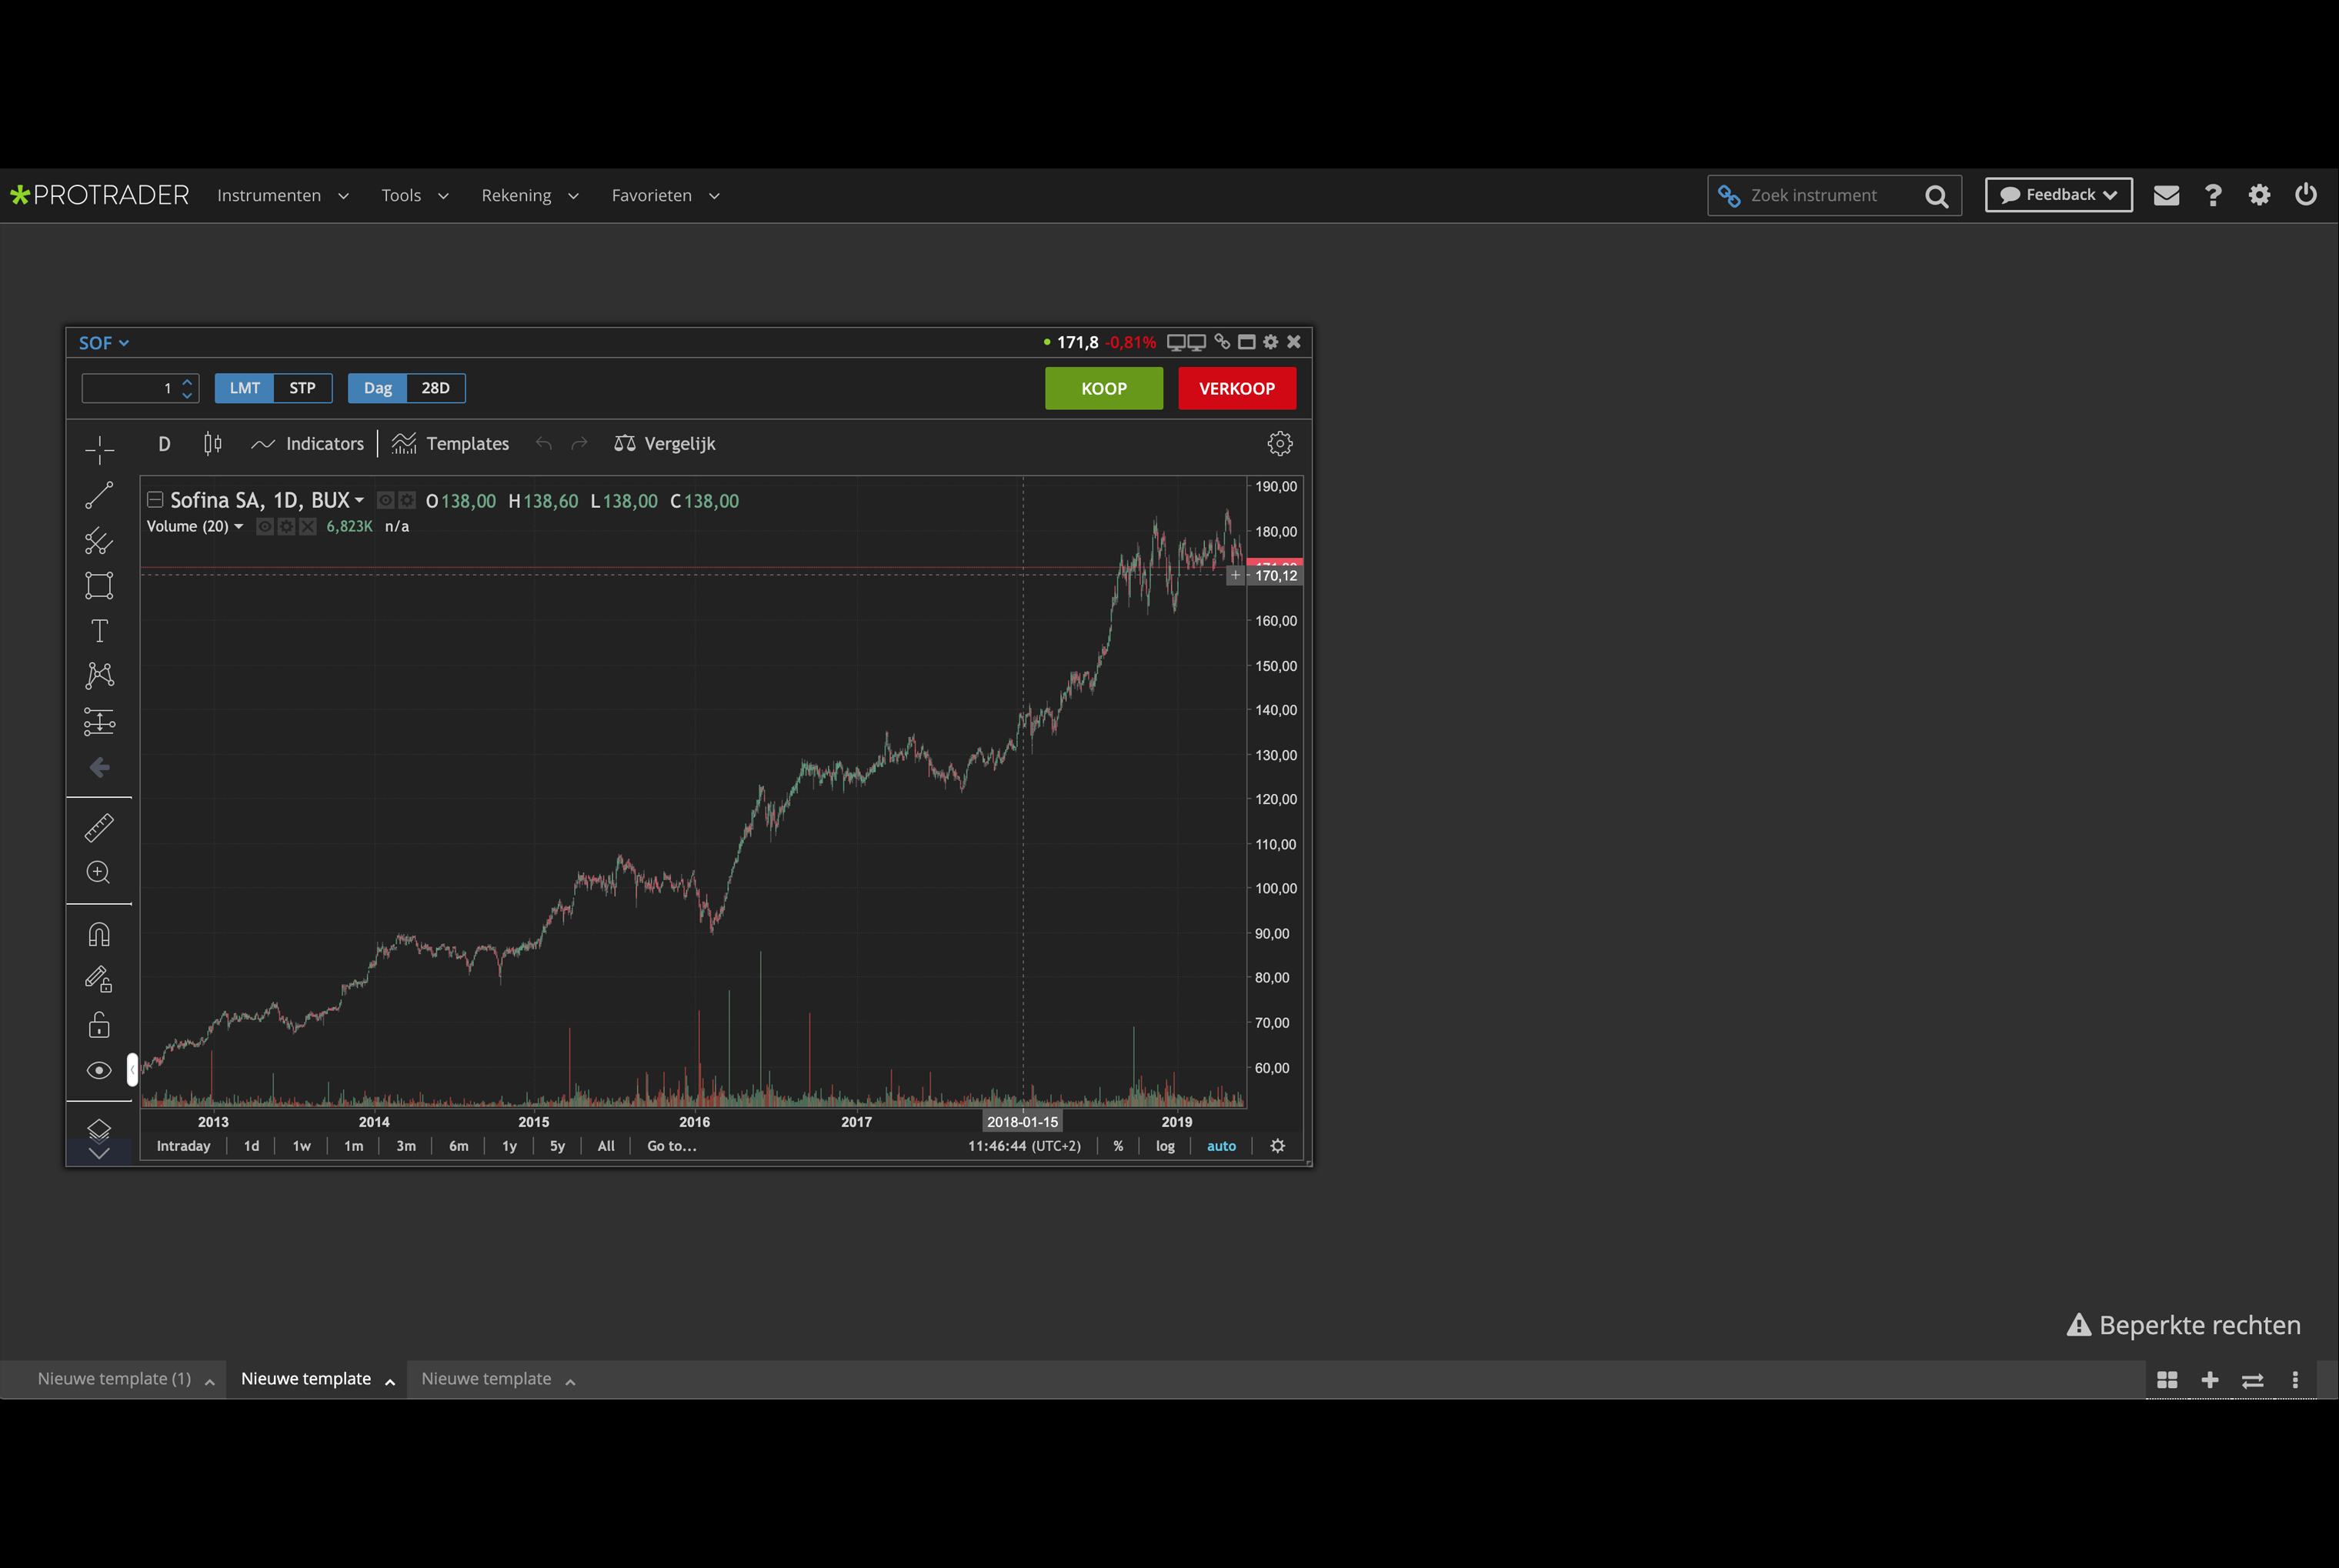 PROTRADER Instrumenten Tools Rekening Favorieten Zoek instrument Feedback
SOF 171,8 -0,81%
1 LMT STP Dag 28D KOOP VERKOOP
D Indicators Templates Vergelijk
Sofina SA, 1D, BUX O138,00 H138,60 L138,00 C138,00
Volume (20) 6,823K n/a
190,00
180,00
170,12
160,00
150,00
140,00
130,00
120,00
110,00
100,00
90,00
80,00
70,00
60,00
2013 2014 2015 2016 2017 2018-01-15 2019
Intraday 1d 1w 1m 3m 6m 1y 5y All Go to... 11:46:44 (UTC+2) % log auto
Beperkte rechten
Nieuwe template (1) Nieuwe template Nieuwe template